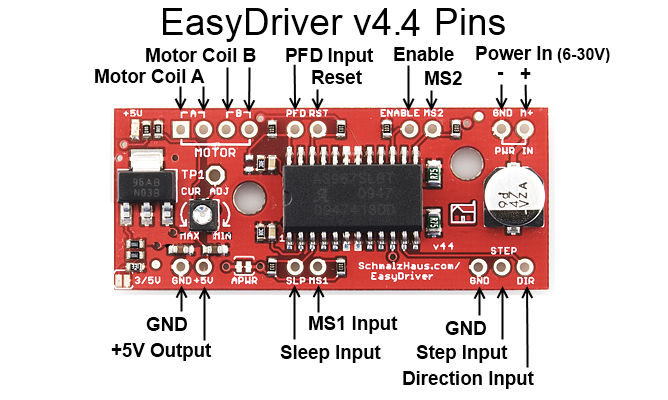 EasyDriver v4.4 Pins
Motor Coil B
PFD Input
Enable
Power In (6-30V)
Motor Coil A
Reset
MS2
- +
+5V
A
B
PFD RST
ENABLE MS2
GND M+
MOTOR
PWR IN
TP1
CUR ADJ
MAX MIN
A3967SLBT
0947
R75
v44
STEP
SchmalzHaus.com/
EasyDriver
3/5V
GND +5V
APWR
SLP MS1
GND
DIR
GND
MS1 Input
GND
+5V Output
Sleep Input
Step Input
Direction Input